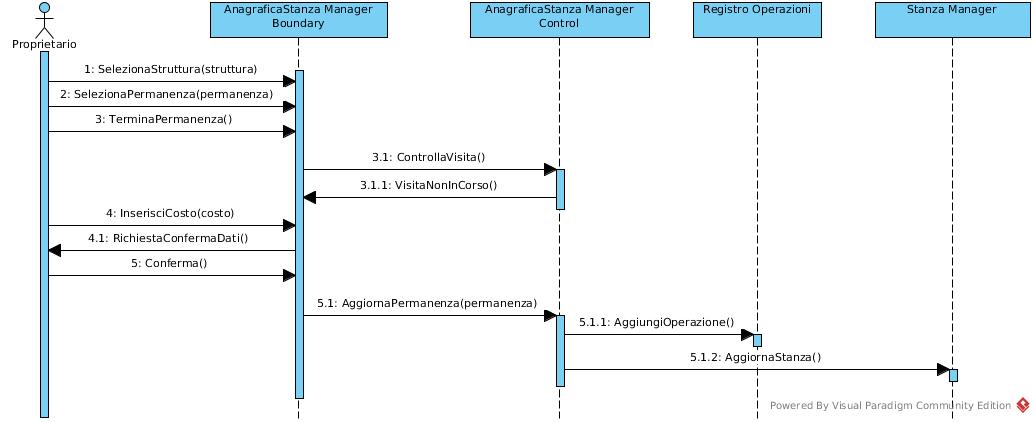 AnagraficaStanza Manager
Boundary
AnagraficaStanza Manager
Control
Registro Operazioni
Stanza Manager
Proprietario
1: SelezionaStruttura(struttura)
2: SelezionaPermanenza(permanenza)
3: TerminaPermanenza()
3.1: ControllaVisita()
3.1.1: VisitaNonInCorso()
4: InserisciCosto(costo)
4.1: RichiestaConfermaDati()
5: Conferma()
5.1: AggiornaPermanenza(permanenza)
5.1.1: AggiungiOperazione()
5.1.2: AggiornaStanza()
Powered By Visual Paradigm Community Edition